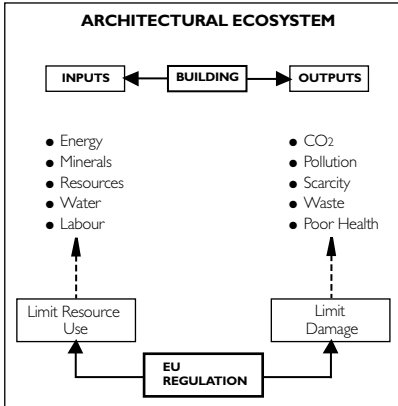 ARCHITECTURAL ECOSYSTEM
INPUTS
BUILDING
OUTPUTS
● Energy
● Minerals
● Resources
● Water
● Labour
● CO2
● Pollution
● Scarcity
● Waste
● Poor Health
Limit Resource
Use
Limit
Damage
EU
REGULATION